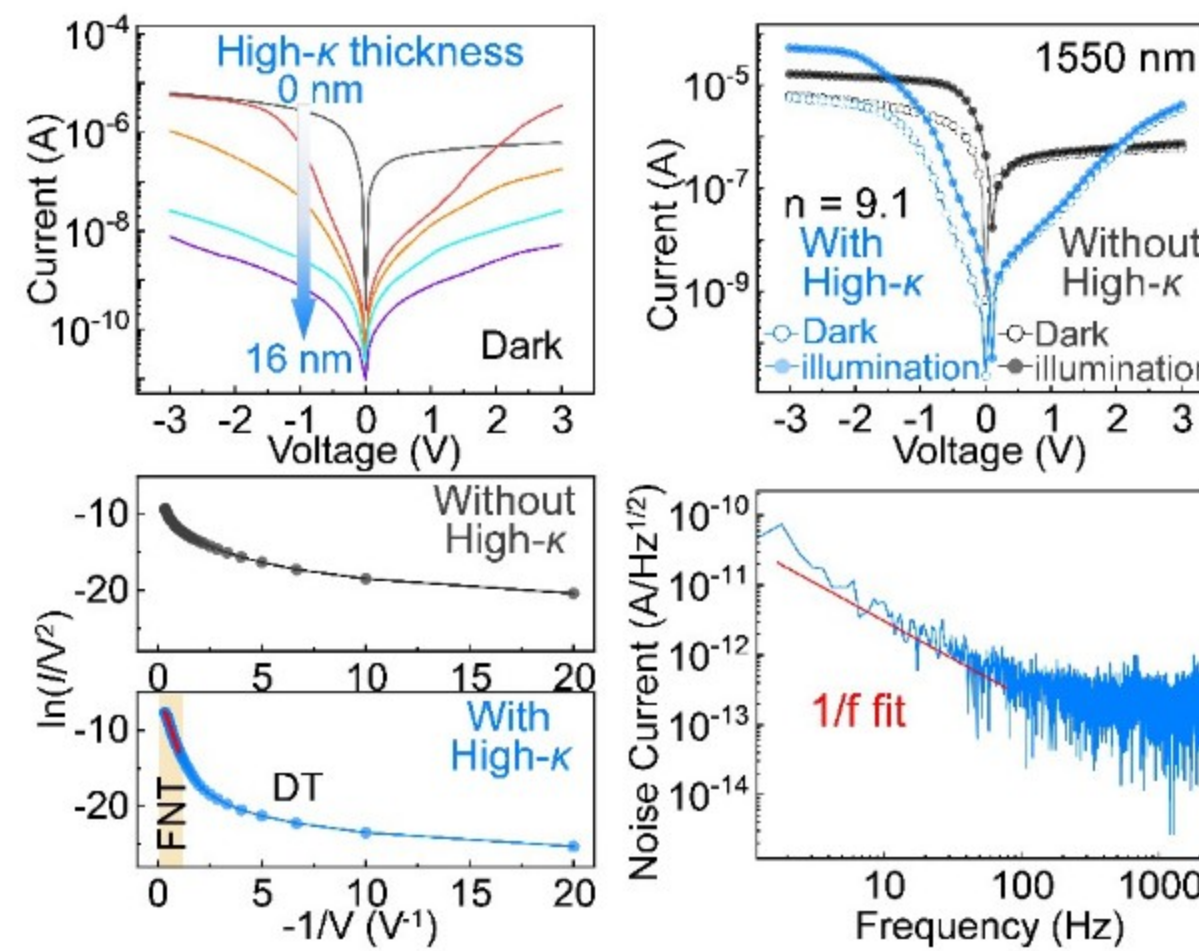 10⁻⁴
High-κ thickness
0 nm
10⁻⁶
10⁻⁸
10⁻¹⁰
16 nm
Dark
Current (A)
-3 -2 -1 0 1 2 3
Voltage (V)
1550 nm
10⁻⁵
10⁻⁷
10⁻⁹
n = 9.1
With
High-κ
Without
High-κ
Dark
illumination
Dark
illumination
Current (A)
-3 -2 -1 0 1 2 3
Voltage (V)
Without
High-κ
-10
-20
0 5 10 15 20
With
High-κ
-10
-20
FNT
DT
ln(I/V²)
0 5 10 15 20
-1/V (V⁻¹)
10⁻¹⁰
10⁻¹¹
10⁻¹²
10⁻¹³
10⁻¹⁴
1/f fit
Noise Current (A/Hz¹ᐟ²)
10 100 1000
Frequency (Hz)